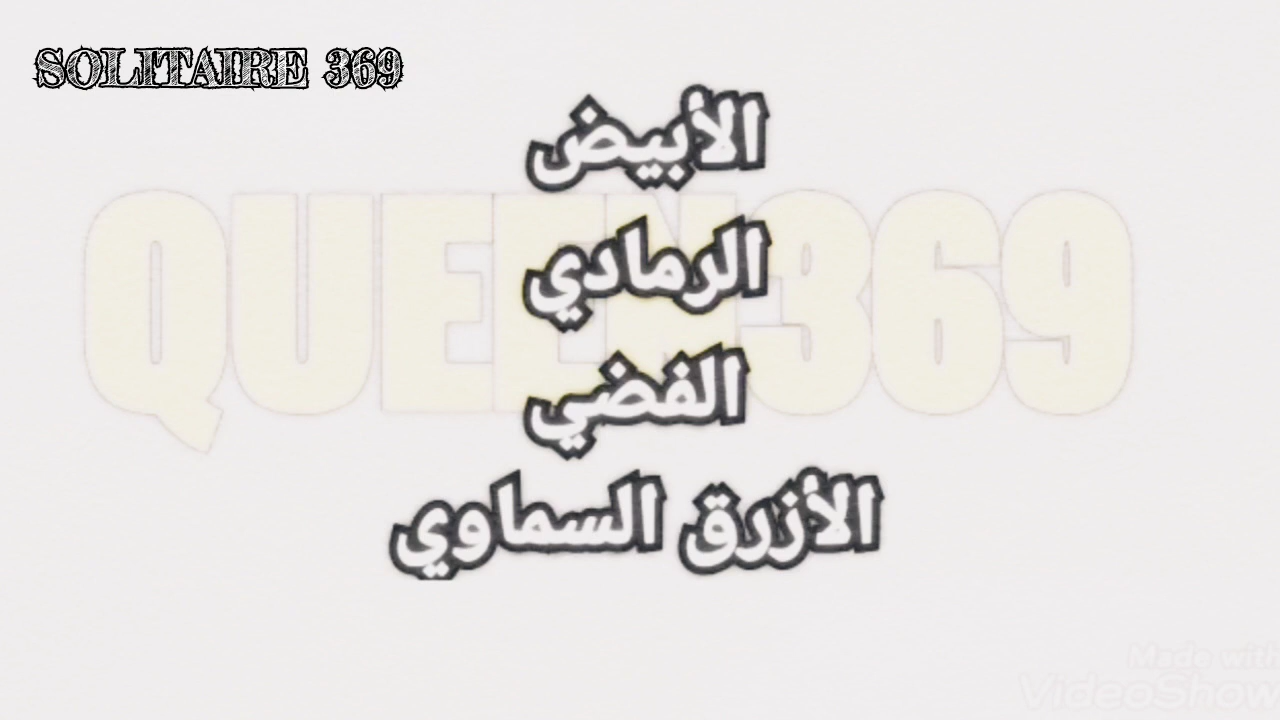 SOLITAIRE 369
الأبيض
QUEEN369
الرمادي
الفضي
الأزرق السماوي
Made with
VideoShow